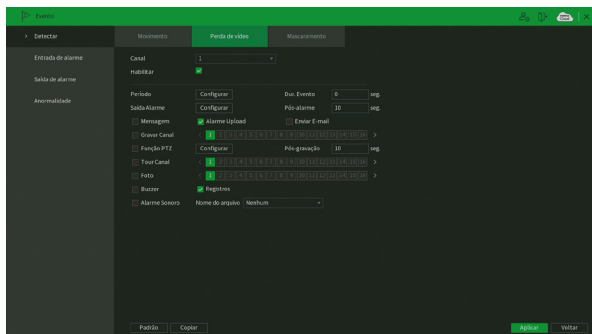 Evento
Detectar
Movimento Perda de vídeo Mascaramento
Entrada de alarme
Saída de alarme
Anormalidade
Canal 1
Habilitar
Período Configurar Dur. Evento 0 seg.
Saída Alarme Configurar Pós-alarme 10 seg.
Mensagem Alarme Upload Enviar E-mail
Gravar Canal < 1 2 3 4 5 6 7 8 9 10 11 12 13 14 15 16 >
Função PTZ Configurar Pós-gravação 10 seg.
Tour Canal < 1 2 3 4 5 6 7 8 9 10 11 12 13 14 15 16 >
Foto < 1 2 3 4 5 6 7 8 9 10 11 12 13 14 15 16 >
Buzzer Registros
Alarme Sonoro Nome do arquivo Nenhum
Padrão Copiar Aplicar Voltar